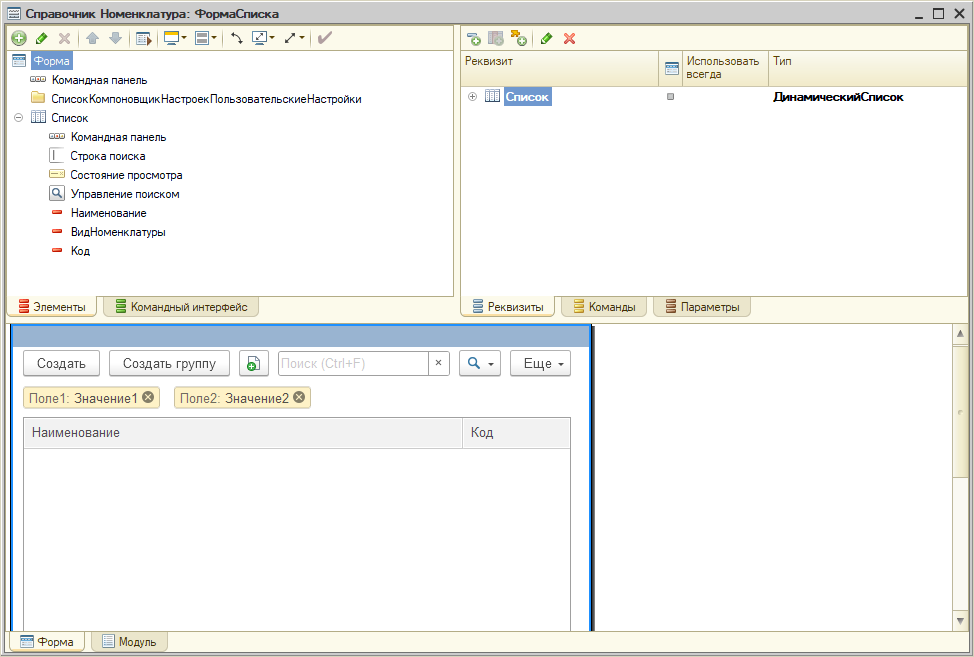 Справочник Номенклатура: ФормаСписка
Форма
Командная панель
СписокКомпоновщикНастроекПользовательскиеНастройки
Список
Командная панель
Строка поиска
Состояние просмотра
Управление поиском
Наименование
ВидНоменклатуры
Код
Элементы Командный интерфейс
Реквизит Использовать всегда Тип
Список ДинамическийСписок
Реквизиты Команды Параметры
Создать Создать группу Поиск (Ctrl+F) × Еще
Поле1: Значение1 Поле2: Значение2
Наименование Код
Форма Модуль